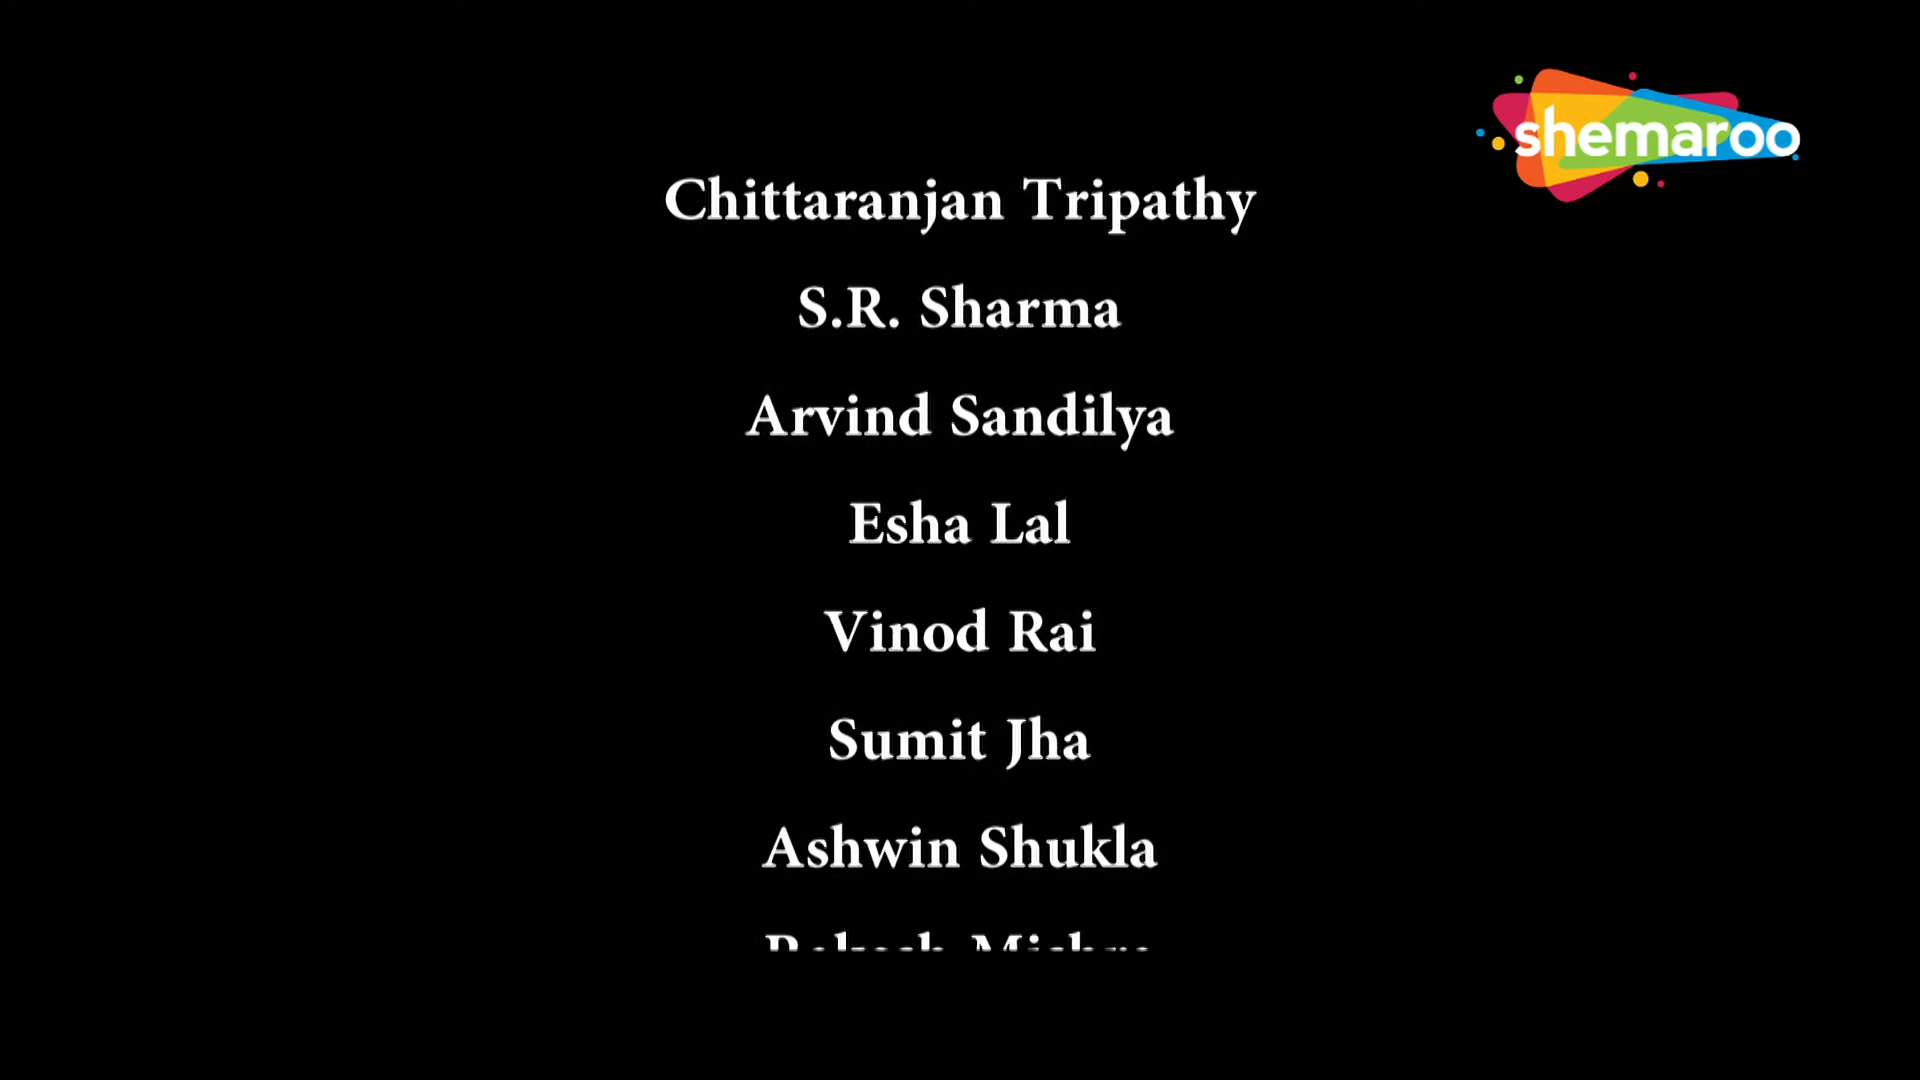 shemaroo
Chittaranjan Tripathy
S.R. Sharma
Arvind Sandilya
Esha Lal
Vinod Rai
Sumit Jha
Ashwin Shukla